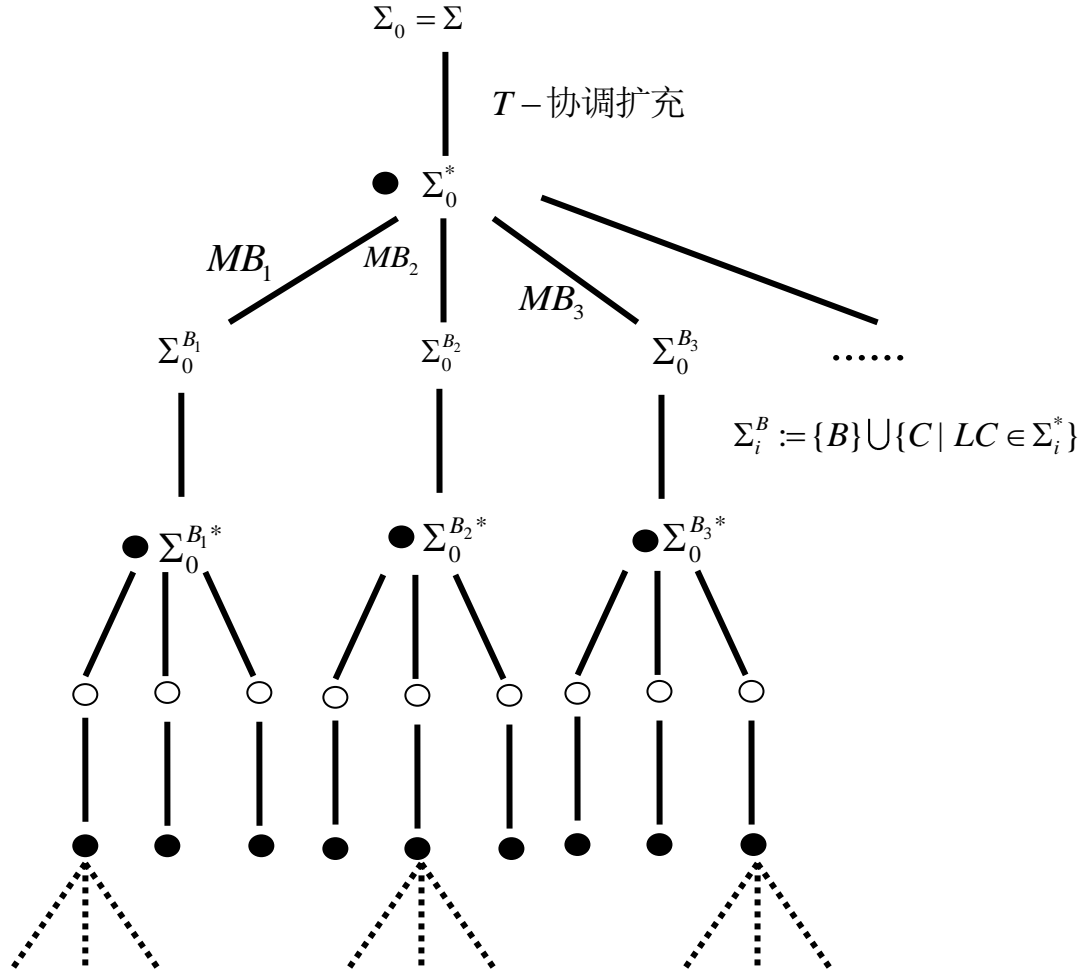 Σ₀ = Σ
T − 协调扩充
Σ₀^*
MB₁
MB₂
MB₃
Σ₀^{B₁}
Σ₀^{B₂}
Σ₀^{B₃}
……
Σᵢ^B := {B} ∪ {C | LC ∈ Σᵢ^*}
Σ₀^{B₁*}
Σ₀^{B₂*}
Σ₀^{B₃*}